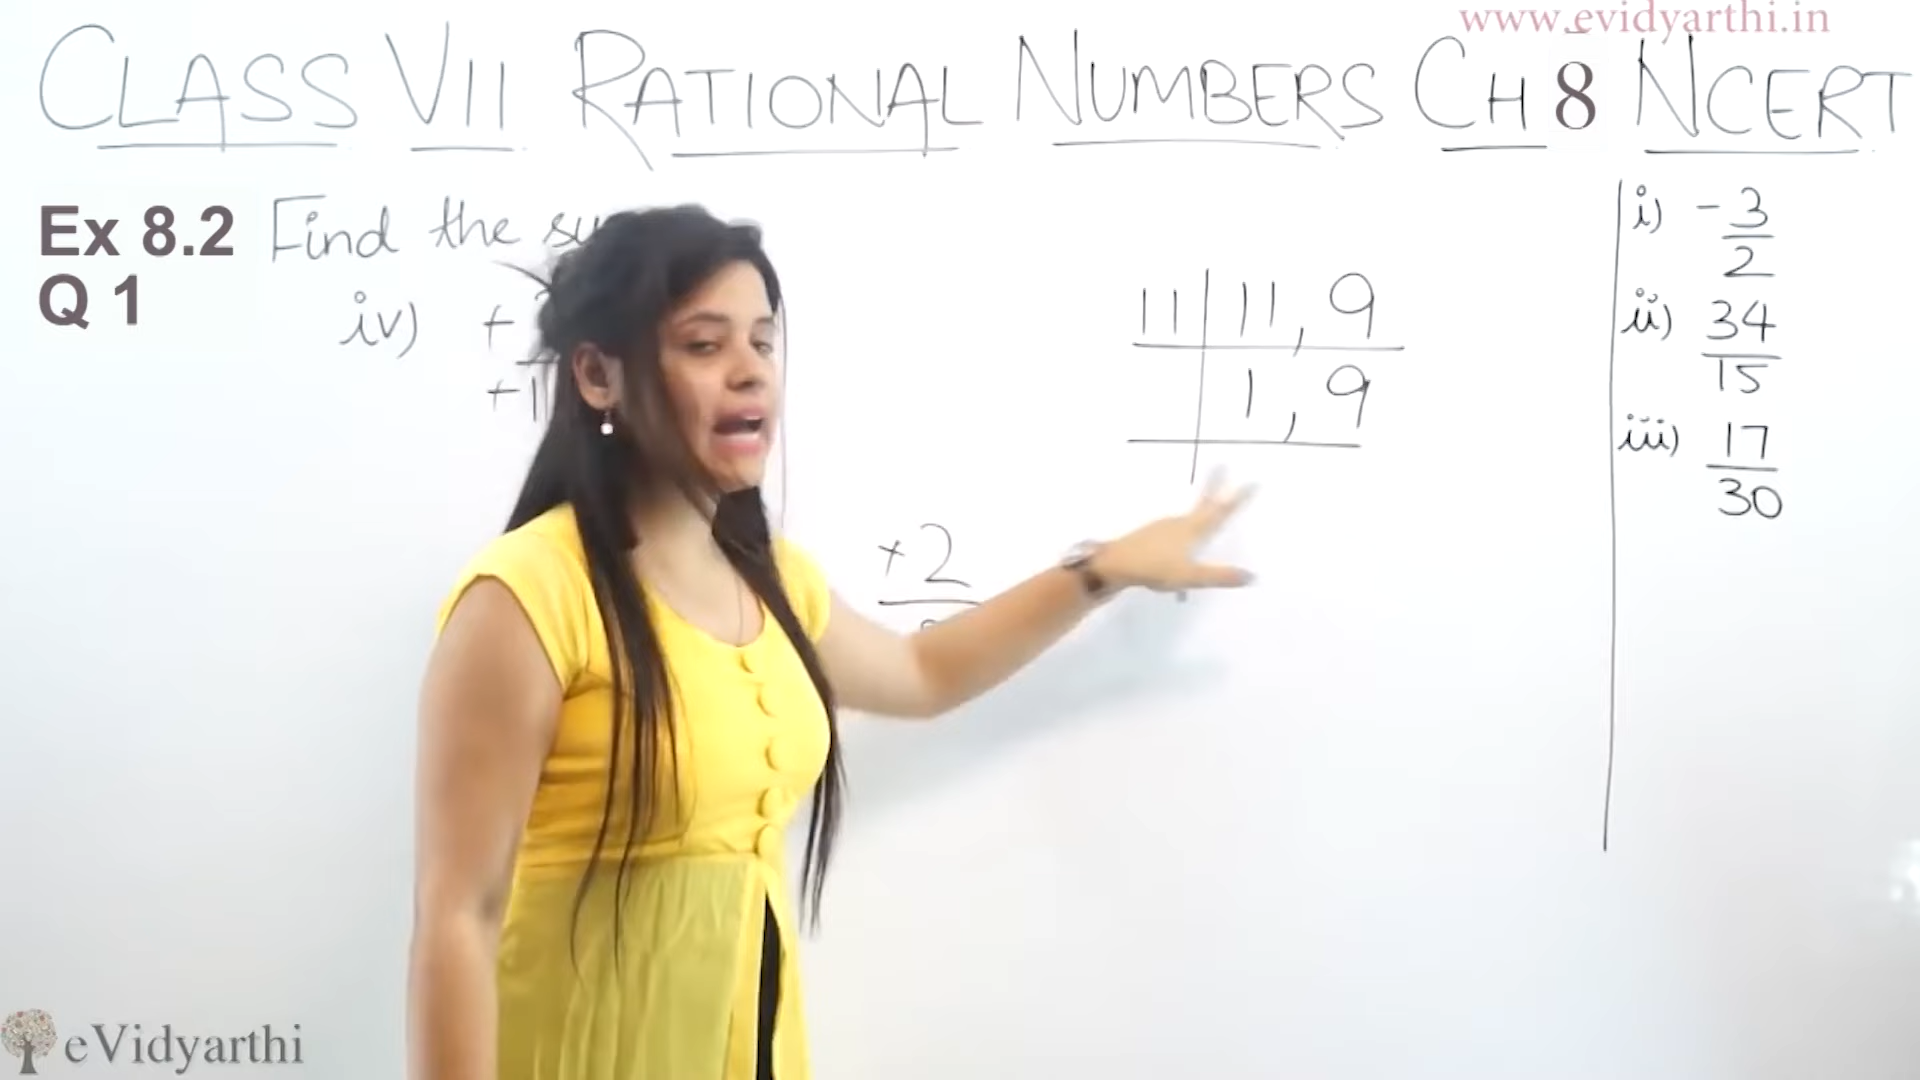 www.evidyarthi.in
CLASS VII RATIONAL NUMBERS CH 8 NCERT
Ex 8.2 Find the
Q 1
iv) +
+1
11 | 11, 9
1, 9
+2
i) -3
2
ii) 34
15
iii) 17
30
eVidyarthi